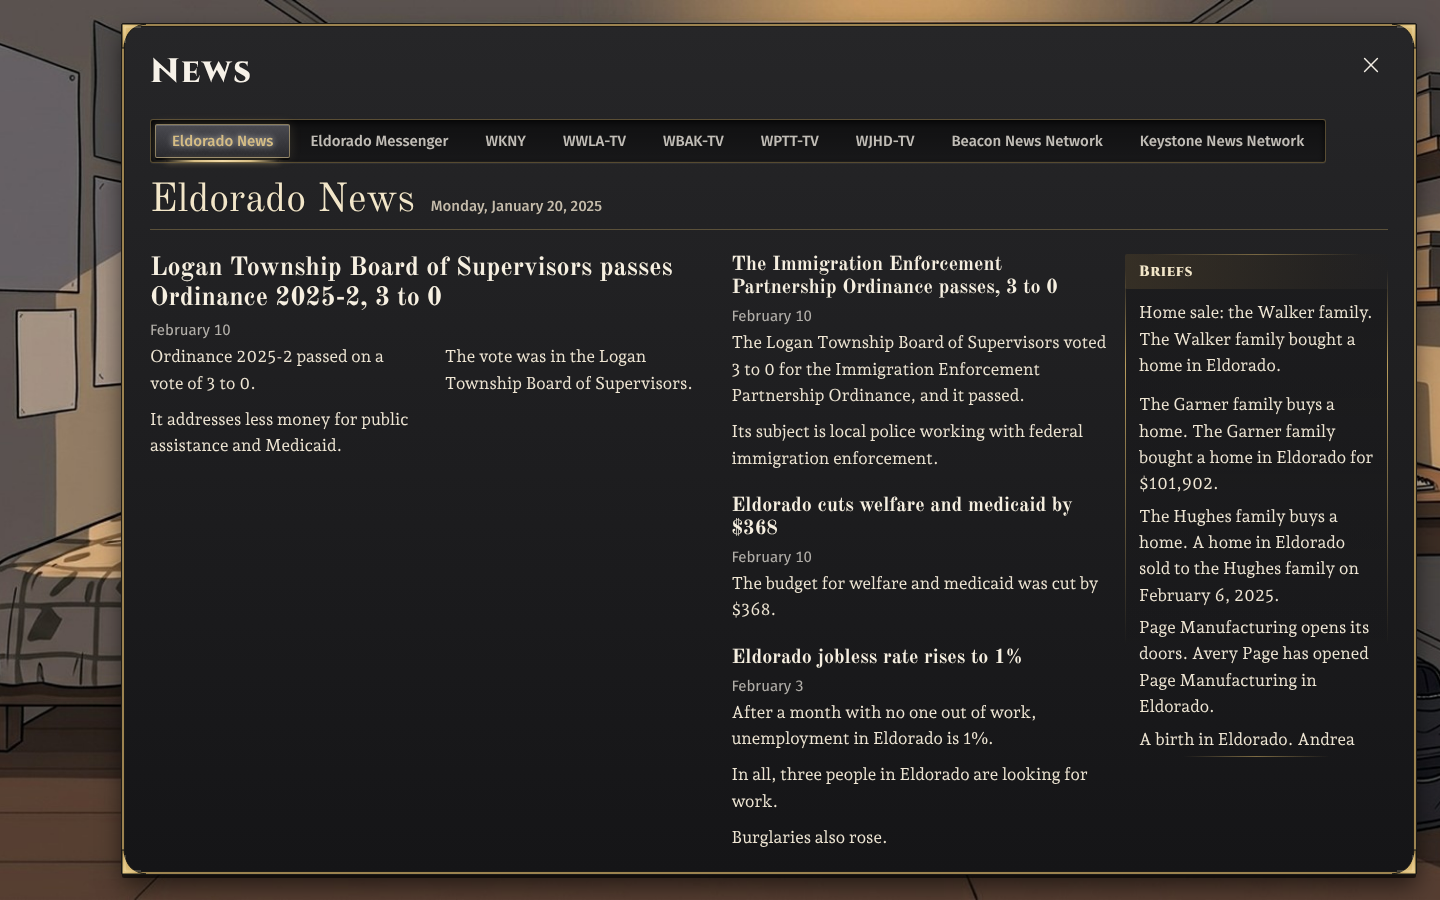 News
Eldorado News
Eldorado Messenger
WKNY
WWLA-TV
WBAK-TV
WPTT-TV
WJHD-TV
Beacon News Network
Keystone News Network
Eldorado News
Monday, January 20, 2025
Logan Township Board of Supervisors passes
Ordinance 2025-2, 3 to 0
February 10
Ordinance 2025-2 passed on a
vote of 3 to 0.
It addresses less money for public
assistance and Medicaid.
The vote was in the Logan
Township Board of Supervisors.
The Immigration Enforcement
Partnership Ordinance passes, 3 to 0
February 10
The Logan Township Board of Supervisors voted
3 to 0 for the Immigration Enforcement
Partnership Ordinance, and it passed.
Its subject is local police working with federal
immigration enforcement.
Eldorado cuts welfare and medicaid by
$368
February 10
The budget for welfare and medicaid was cut by
$368.
Eldorado jobless rate rises to 1%
February 3
After a month with no one out of work,
unemployment in Eldorado is 1%.
In all, three people in Eldorado are looking for
work.
Burglaries also rose.
Briefs
Home sale: the Walker family.
The Walker family bought a
home in Eldorado.
The Garner family buys a
home. The Garner family
bought a home in Eldorado for
$101,902.
The Hughes family buys a
home. A home in Eldorado
sold to the Hughes family on
February 6, 2025.
Page Manufacturing opens its
doors. Avery Page has opened
Page Manufacturing in
Eldorado.
A birth in Eldorado. Andrea